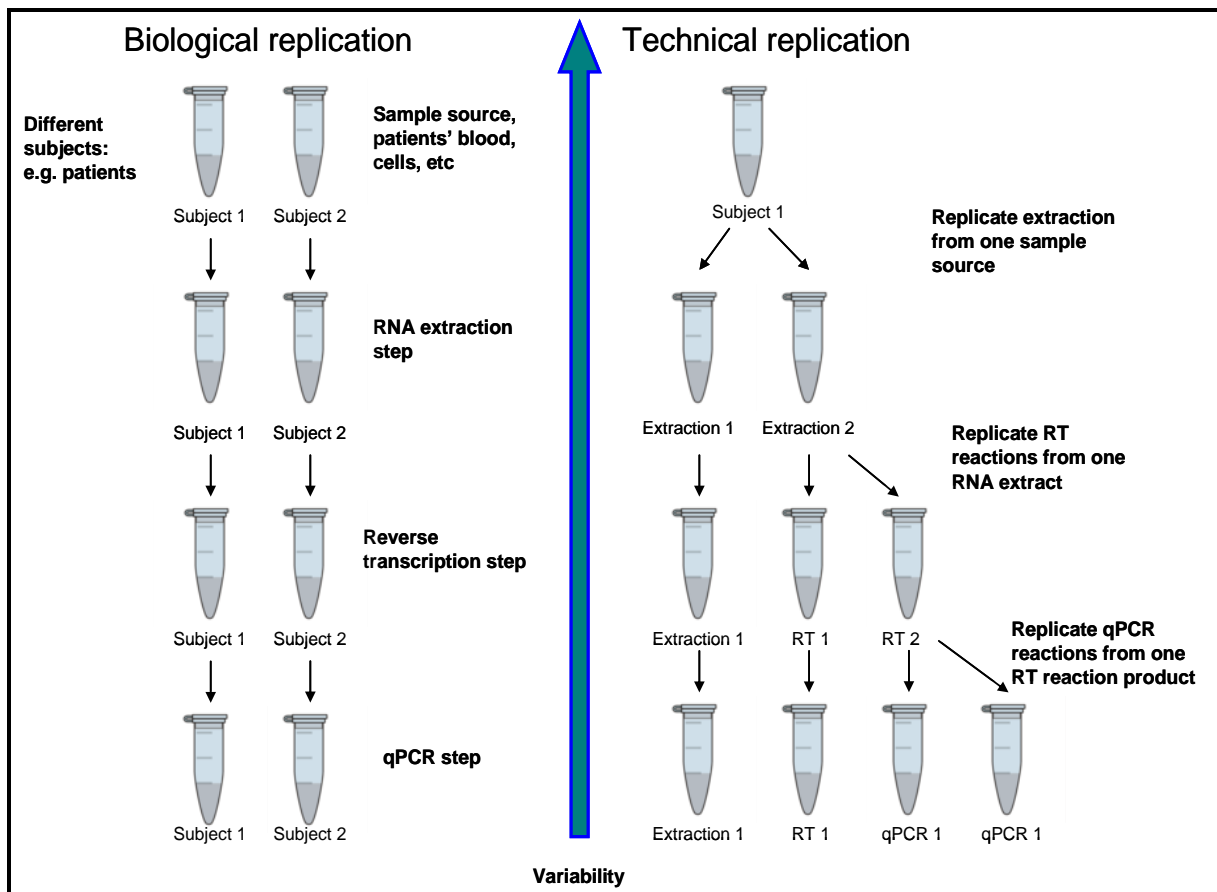 Biological replication
Technical replication
Different
subjects:
e.g. patients
Sample source,
patients’ blood,
cells, etc
Subject 1
Subject 2
Subject 1
Replicate extraction
from one sample
source
RNA extraction
step
Subject 1
Subject 2
Extraction 1
Extraction 2
Replicate RT
reactions from one
RNA extract
Reverse
transcription step
Subject 1
Subject 2
Extraction 1
RT 1
RT 2
Replicate qPCR
reactions from one
RT reaction product
qPCR step
Subject 1
Subject 2
Extraction 1
RT 1
qPCR 1
qPCR 1
Variability